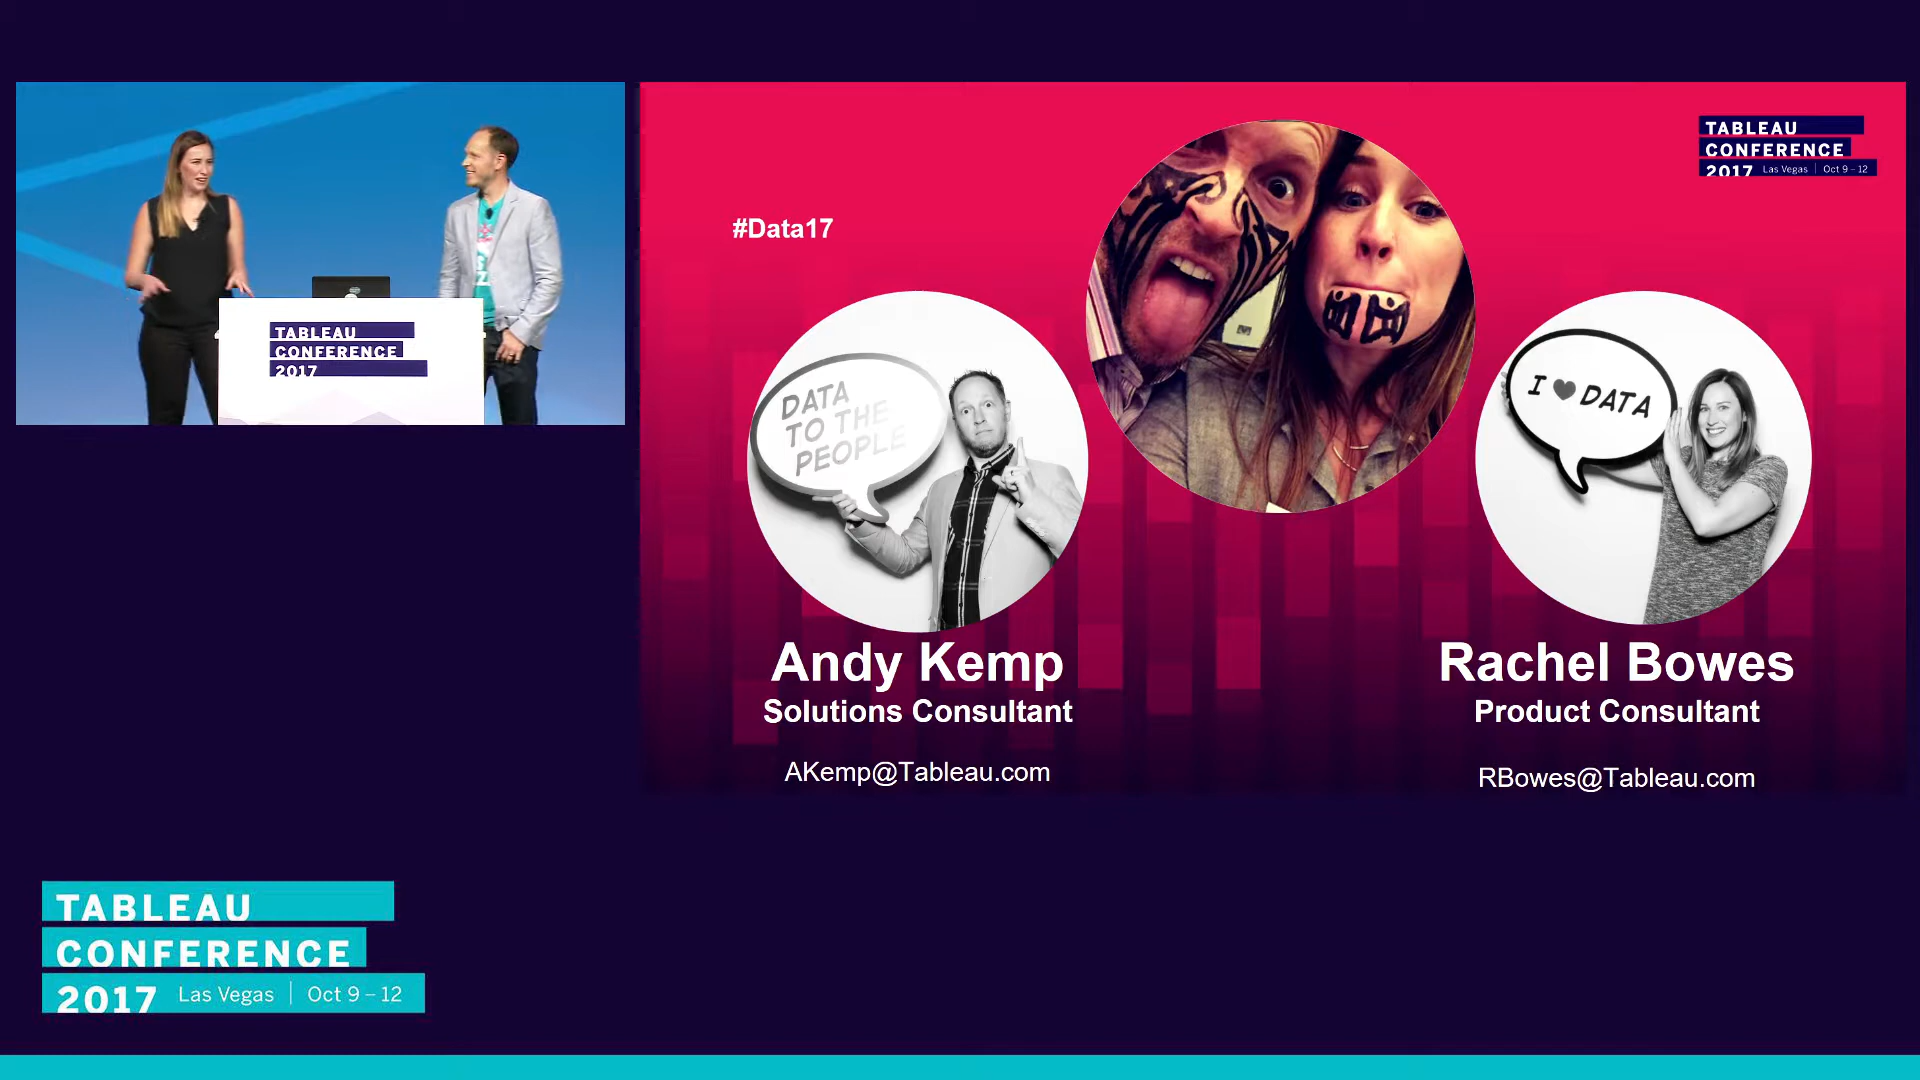 TABLEAU
CONFERENCE
2017
#Data17
TABLEAU
CONFERENCE
2017 Las Vegas | Oct 9 – 12
DATA
TO THE
PEOPLE
I ♥ DATA
Andy Kemp
Solutions Consultant
AKemp@Tableau.com
Rachel Bowes
Product Consultant
RBowes@Tableau.com
TABLEAU
CONFERENCE
2017 Las Vegas | Oct 9 – 12